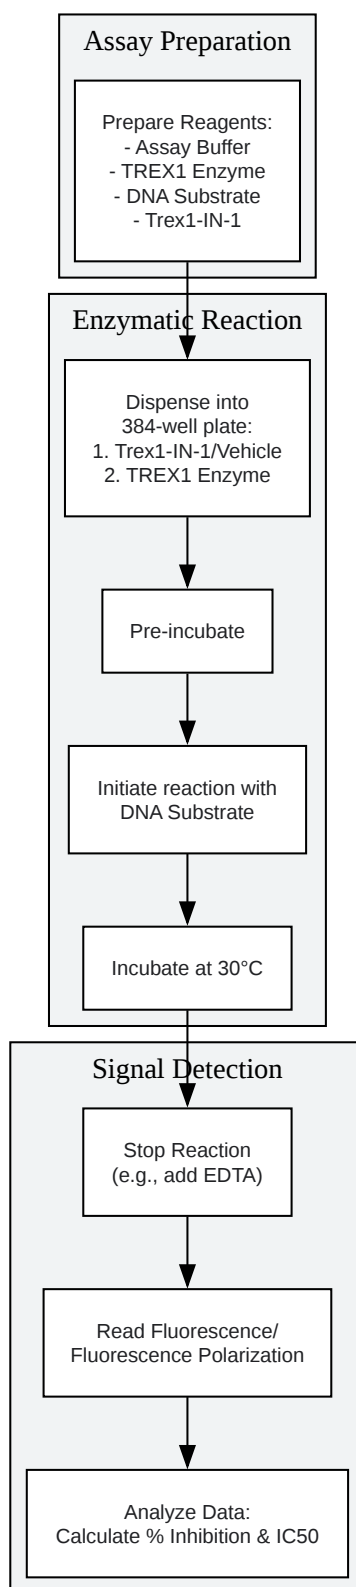 Assay Preparation
Prepare Reagents:
- Assay Buffer
- TREX1 Enzyme
- DNA Substrate
- Trex1-IN-1
Enzymatic Reaction
Dispense into
384-well plate:
1. Trex1-IN-1/Vehicle
2. TREX1 Enzyme
Pre-incubate
Initiate reaction with
DNA Substrate
Incubate at 30°C
Signal Detection
Stop Reaction
(e.g., add EDTA)
Read Fluorescence/
Fluorescence Polarization
Analyze Data:
Calculate % Inhibition & IC50